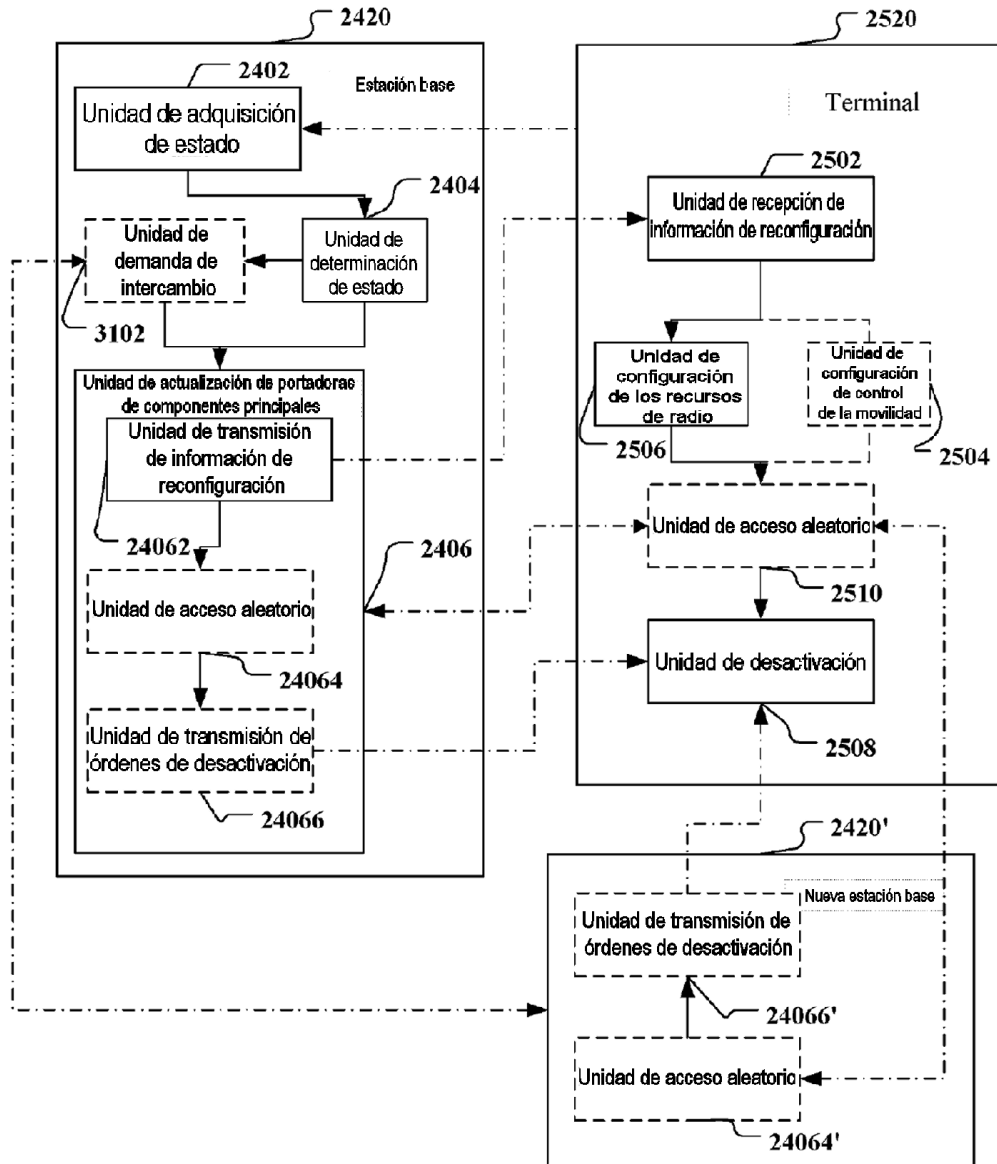 2420
2402
Estación base
Unidad de adquisición
de estado
2404
Unidad de
demanda de
intercambio
Unidad de
determinación
de estado
3102
Unidad de actualización de portadoras
de componentes principales
Unidad de transmisión
de información de
reconfiguración
24062
2406
Unidad de acceso aleatorio
24064
Unidad de transmisión de
órdenes de desactivación
24066
2520
Terminal
2502
Unidad de recepción de
información de reconfiguración
Unidad de
configuración
de los recursos
de radio
Unidad de
configuración
de control
de la movilidad
2506
2504
Unidad de acceso aleatorio
2510
Unidad de desactivación
2508
2420'
Nueva estación base
Unidad de transmisión de
órdenes de desactivación
24066'
Unidad de acceso aleatorio
24064'